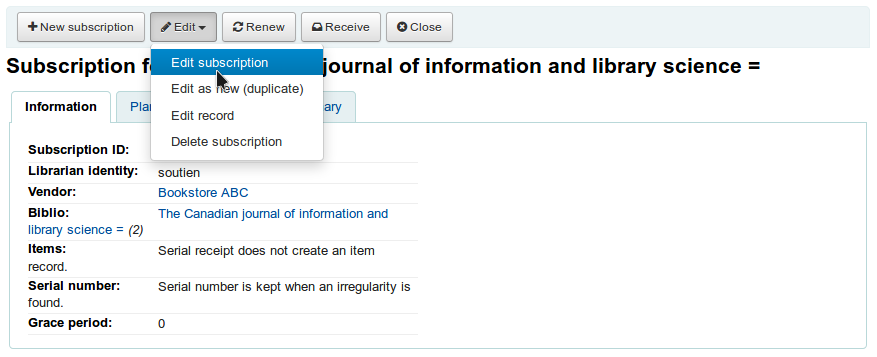 New subscription Edit Renew Receive Close
Edit subscription
Subscription f journal of information and library science =
Edit as new (duplicate)
Information Pla ary
Edit record
Delete subscription
Subscription ID:
Librarian identity: soutien
Vendor: Bookstore ABC
Biblio: The Canadian journal of information and
library science = (2)
Items: Serial receipt does not create an item
record.
Serial number: Serial number is kept when an irregularity is
found.
Grace period: 0